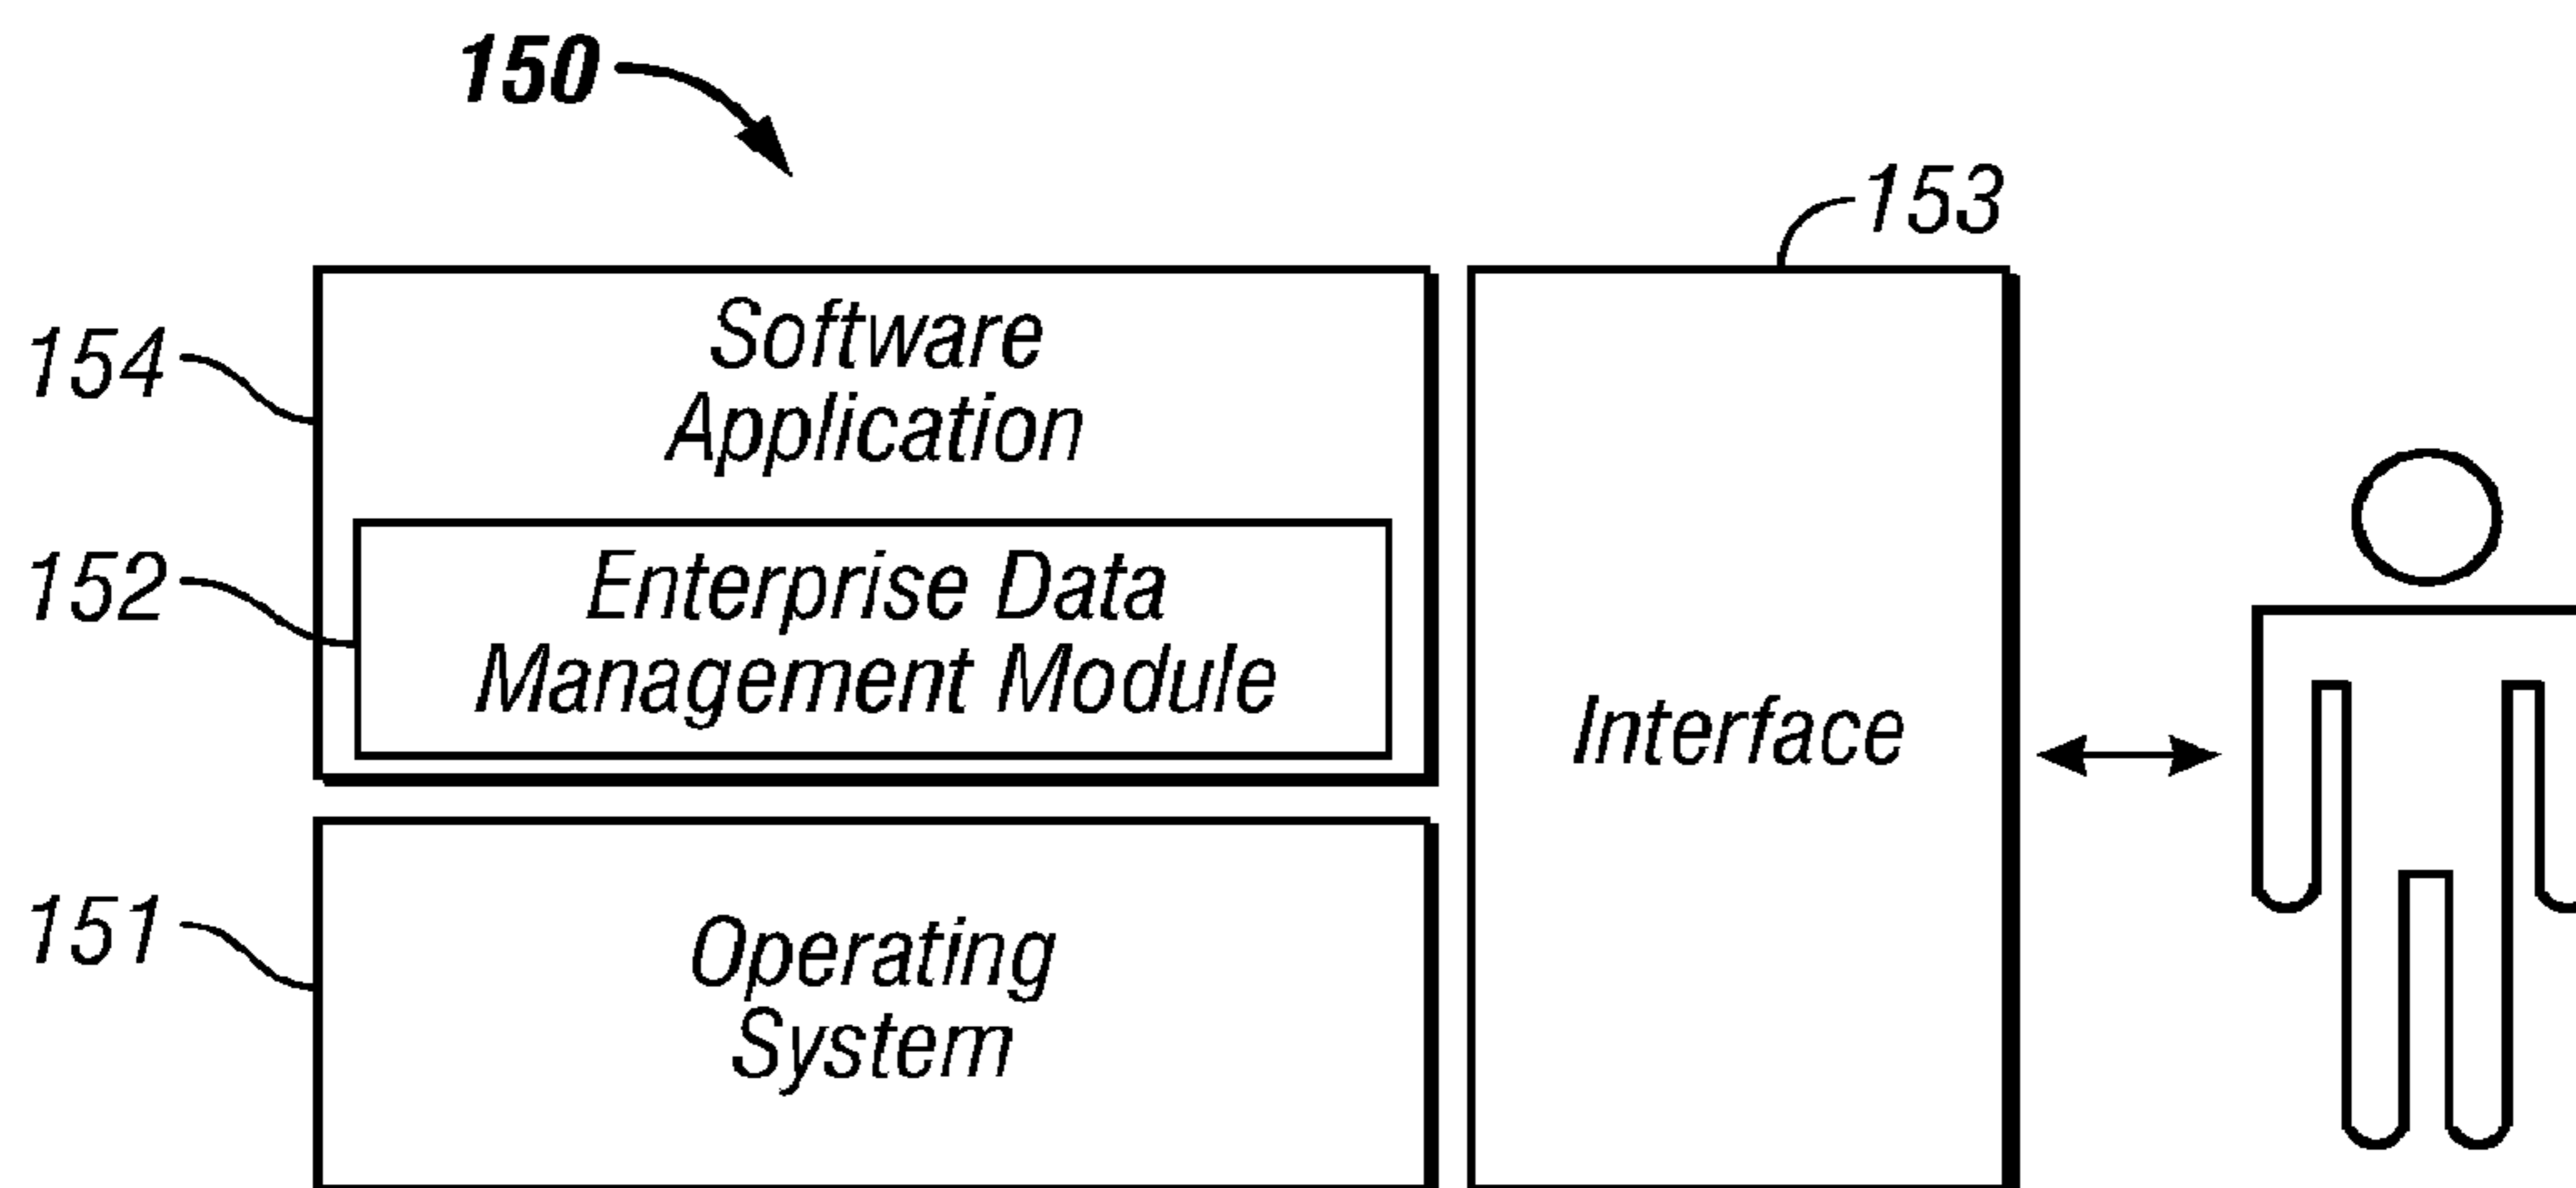 150
153
154
Software
Application
152
Enterprise Data
Management Module
Interface
151
Operating
System